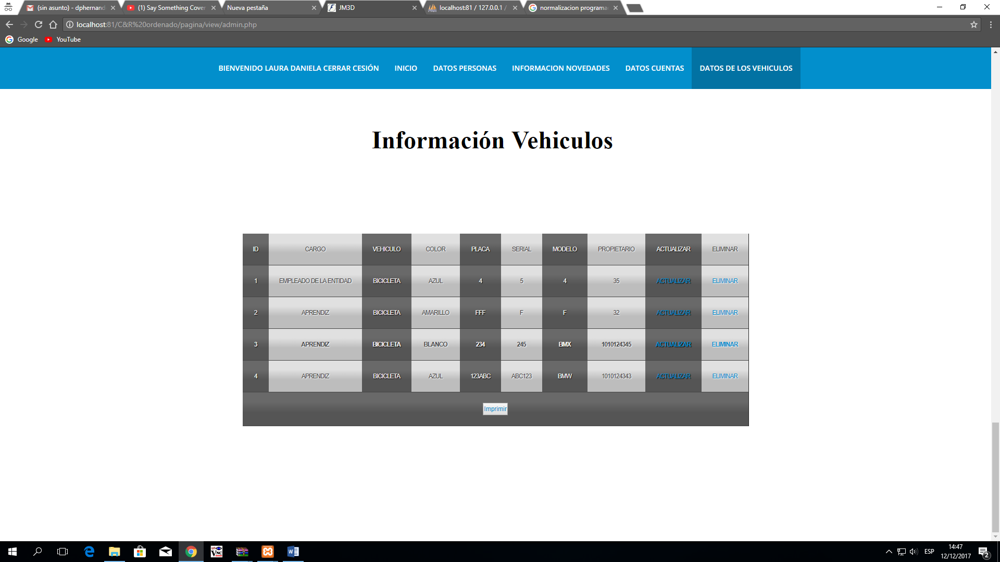 (sin asunto) - dphernand
(1) Say Something Cover
Nueva pestaña
JM3D
localhost:81 / 127.0.0.1 /
normalizacion programa
localhost:81/C&R%20ordenado/pagina/view/admin.php
Google
YouTube
BIENVENIDO LAURA DANIELA CERRAR CESIÓN INICIO DATOS PERSONAS INFORMACION NOVEDADES DATOS CUENTAS DATOS DE LOS VEHICULOS
Información Vehiculos
ID CARGO VEHICULO COLOR PLACA SERIAL MODELO PROPIETARIO ACTUALIZAR ELIMINAR
1 EMPLEADO DE LA ENTIDAD BICICLETA AZUL 4 5 4 35 ACTUALIZAR ELIMINAR
2 APRENDIZ BICICLETA AMARILLO FFF F F 32 ACTUALIZAR ELIMINAR
3 APRENDIZ BICICLETA BLANCO 234 245 BMX 1010124345 ACTUALIZAR ELIMINAR
4 APRENDIZ BICICLETA AZUL 123ABC ABC123 BMW 1010124343 ACTUALIZAR ELIMINAR
Imprimir
ESP
14:47
12/12/2017
2